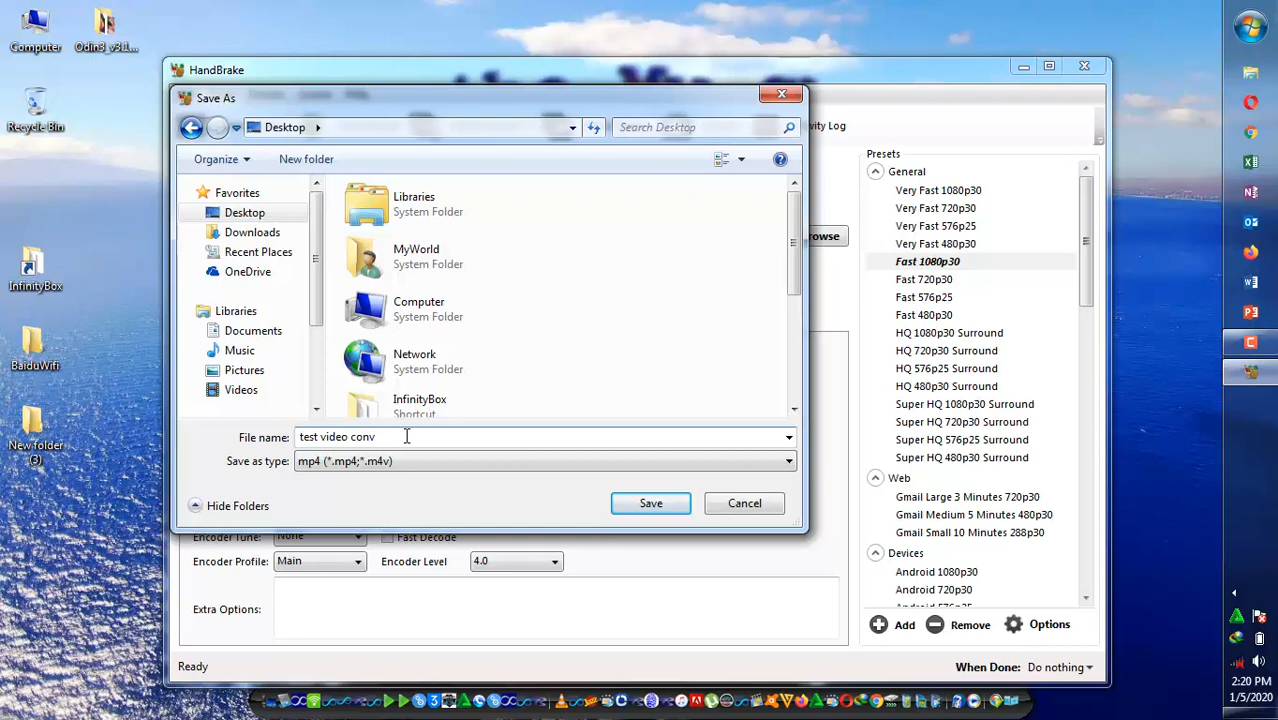 Computer
Odin3_v3.1...
Recycle Bin
InfinityBox
BaiduWifi
New folder
(3)
HandBrake
Save As
Desktop
Search Desktop
Organize
New folder
Favorites
Desktop
Downloads
Recent Places
OneDrive
Libraries
Documents
Music
Pictures
Videos
Libraries
System Folder
MyWorld
System Folder
Computer
System Folder
Network
System Folder
InfinityBox
Shortcut
File name: test video conv
Save as type: mp4 (*.mp4;*.m4v)
Hide Folders
Save
Cancel
Encoder Tune: None
Fast Decode
Encoder Profile: Main
Encoder Level 4.0
Extra Options:
Ready
When Done: Do nothing
Presets
General
Very Fast 1080p30
Very Fast 720p30
Very Fast 576p25
Very Fast 480p30
Fast 1080p30
Fast 720p30
Fast 576p25
Fast 480p30
HQ 1080p30 Surround
HQ 720p30 Surround
HQ 576p25 Surround
HQ 480p30 Surround
Super HQ 1080p30 Surround
Super HQ 720p30 Surround
Super HQ 576p25 Surround
Super HQ 480p30 Surround
Web
Gmail Large 3 Minutes 720p30
Gmail Medium 5 Minutes 480p30
Gmail Small 10 Minutes 288p30
Devices
Android 1080p30
Android 720p30
Android 576p25
Add
Remove
Options
2:20 PM
1/5/2020